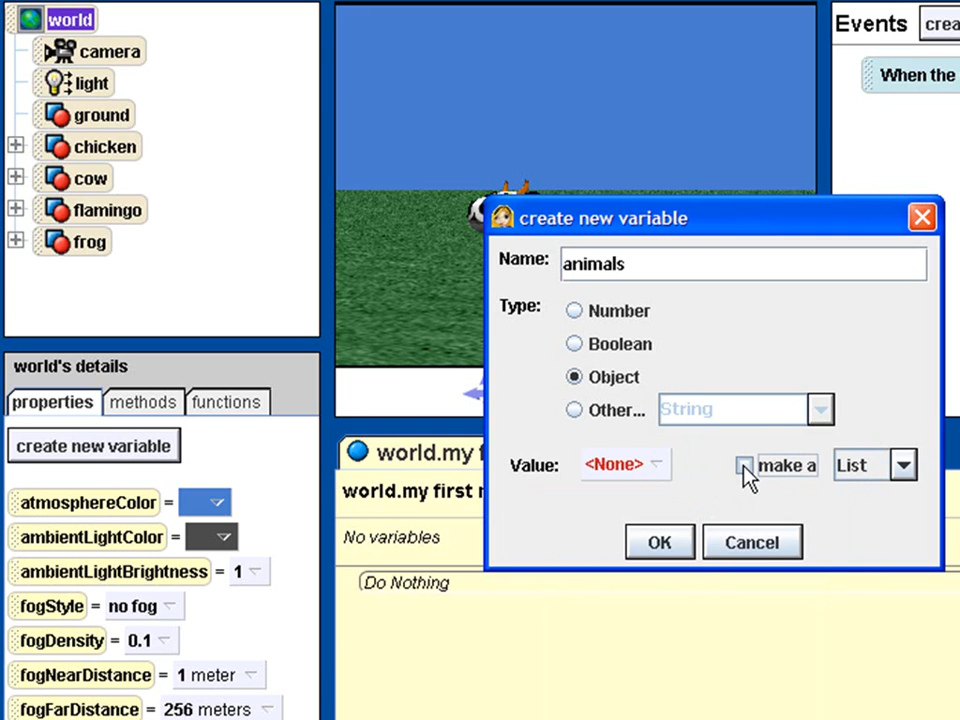 world
camera
light
ground
chicken
cow
flamingo
frog
world's details
properties methods functions
create new variable
atmosphereColor =
ambientLightColor =
ambientLightBrightness = 1
fogStyle = no fog
fogDensity = 0.1
fogNearDistance = 1 meter
fogFarDistance = 256 meters
Events
When the
create new variable
Name: animals
Type: Number
Boolean
Object
Other... String
Value: <None> make a List
OK Cancel
world.my
world.my first
No variables
Do Nothing